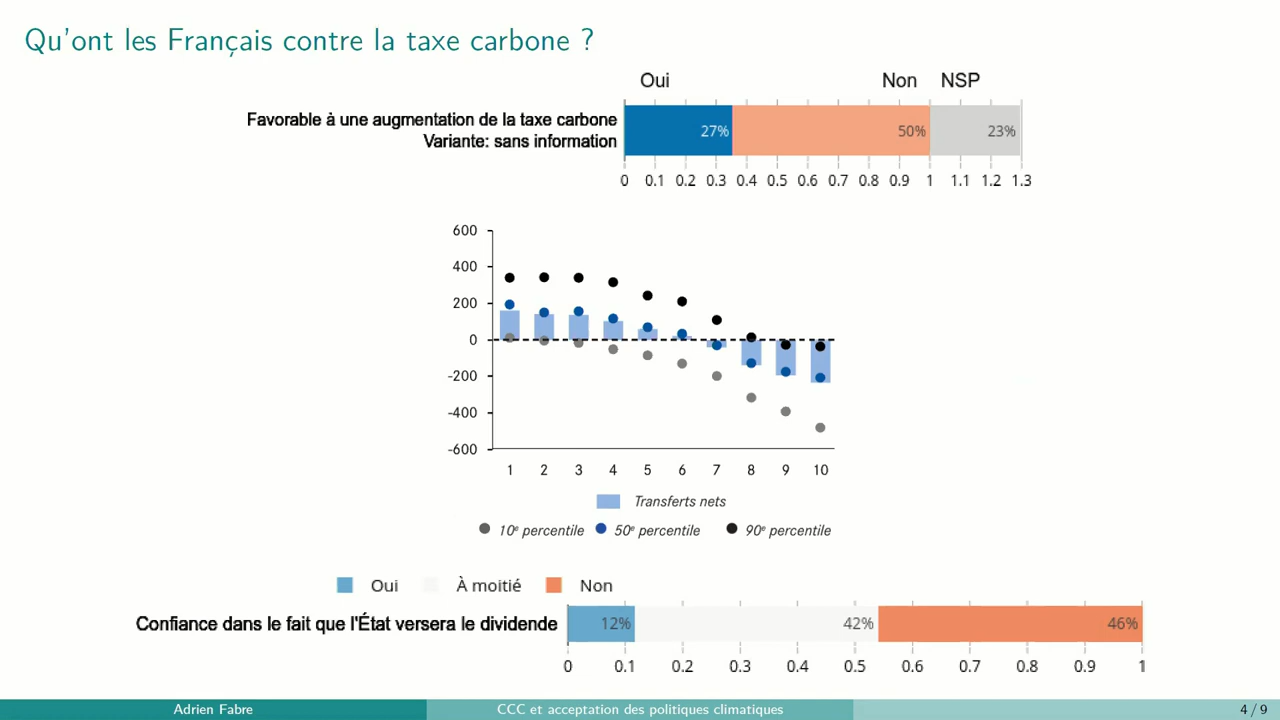 Qu'ont les Français contre la taxe carbone ?
Oui Non NSP
Favorable à une augmentation de la taxe carbone
Variante: sans information
27% 50% 23%
0 0.1 0.2 0.3 0.4 0.5 0.6 0.7 0.8 0.9 1 1.1 1.2 1.3
600
400
200
0
-200
-400
-600
1 2 3 4 5 6 7 8 9 10
Transferts nets
10e percentile 50e percentile 90e percentile
Oui À moitié Non
Confiance dans le fait que l'État versera le dividende
12% 42% 46%
0 0.1 0.2 0.3 0.4 0.5 0.6 0.7 0.8 0.9 1
Adrien Fabre CCC et acceptation des politiques climatiques 4 / 9